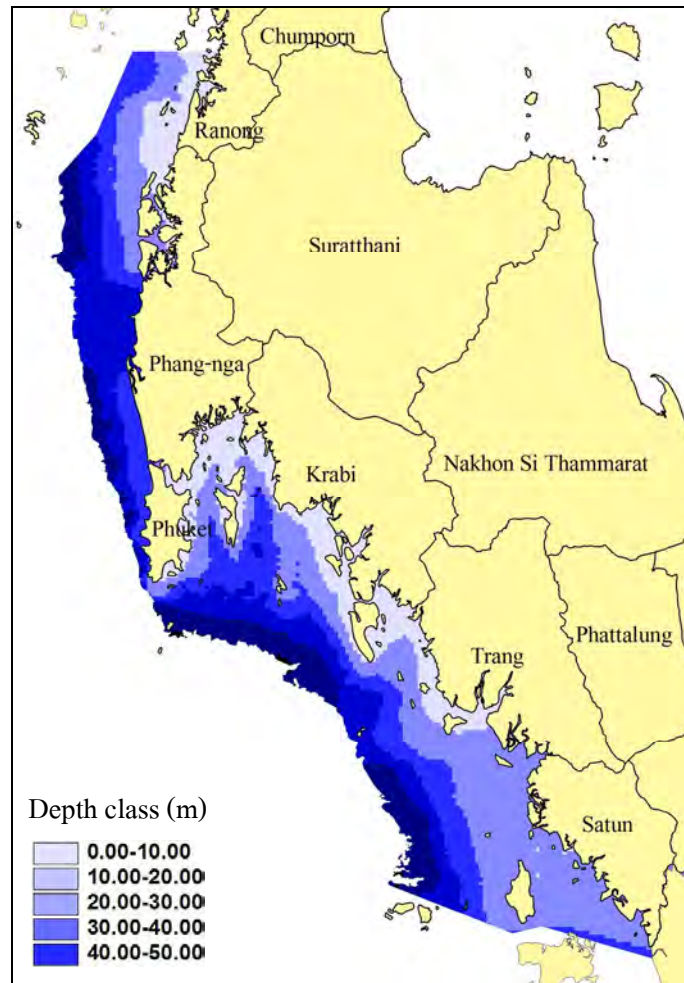 Chumporn
Ranong
Suratthani
Phang-nga
Krabi
Nakhon Si Thammarat
Phuket
Phattalung
Trang
Satun
Depth class (m)
0.00-10.00
10.00-20.00
20.00-30.00
30.00-40.00
40.00-50.00